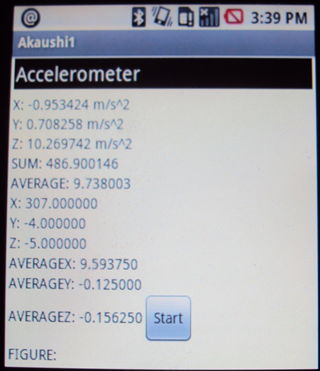 3:39 PM
Akaushi1
Accelerometer
X: -0.953424 m/s^2
Y: 0.708258 m/s^2
Z: 10.269742 m/s^2
SUM: 486.900146
AVERAGE: 9.738003
X: 307.000000
Y: -4.000000
Z: -5.000000
AVERAGEX: 9.593750
AVERAGEY: -0.125000
AVERAGEZ: -0.156250 Start
FIGURE: